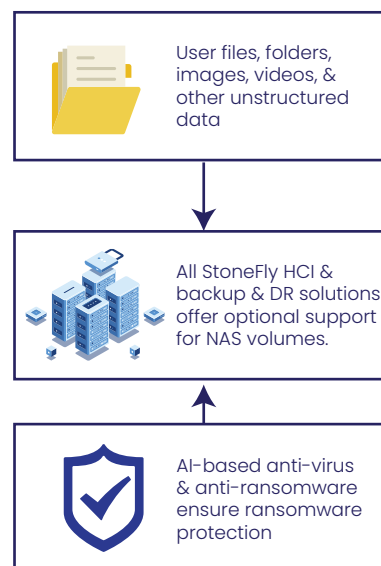 User files, folders,
images, videos, &
other unstructured
data
All StoneFly HCI &
backup & DR solutions
offer optional support
for NAS volumes.
AI-based anti-virus
& anti-ransomware
ensure ransomware
protection